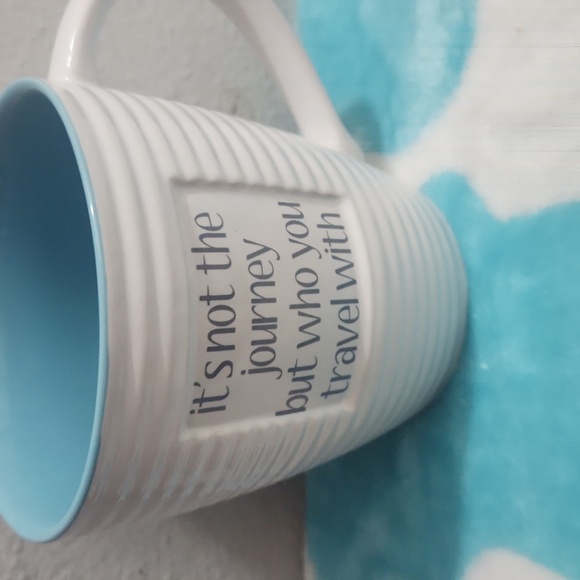 it's not the
journey
but who you
travel with